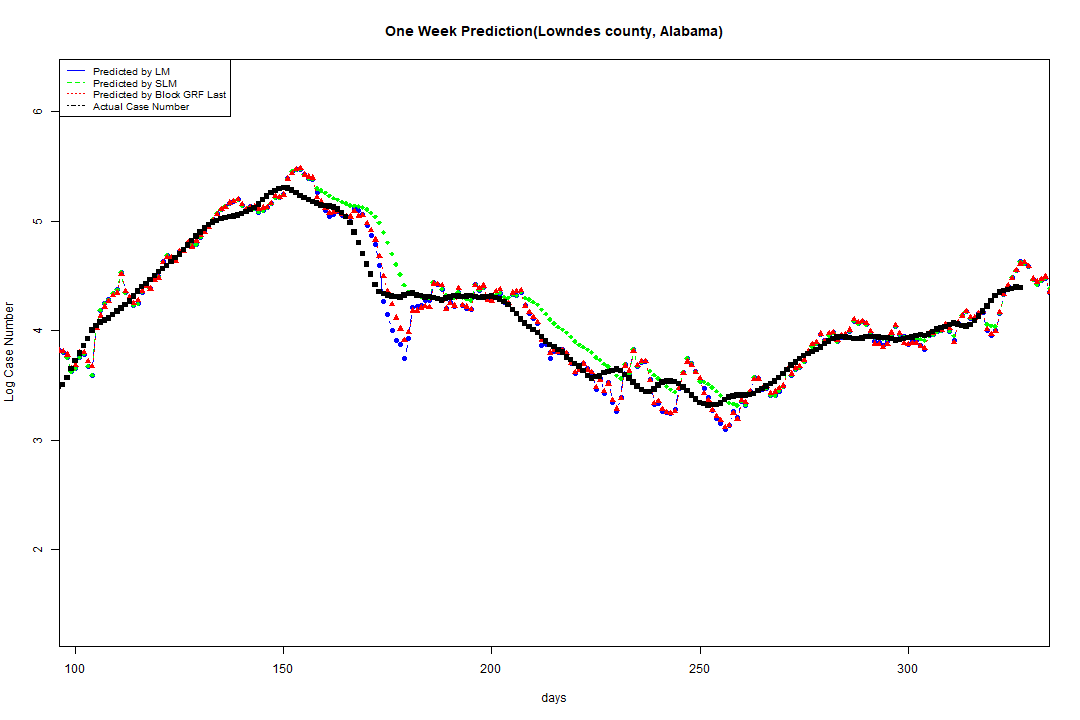 One Week Prediction(Lowndes county, Alabama)
Predicted by LM
Predicted by SLM
Predicted by Block GRF Last
Actual Case Number
6
5
4
3
2
Log Case Number
100 150 200 250 300
days